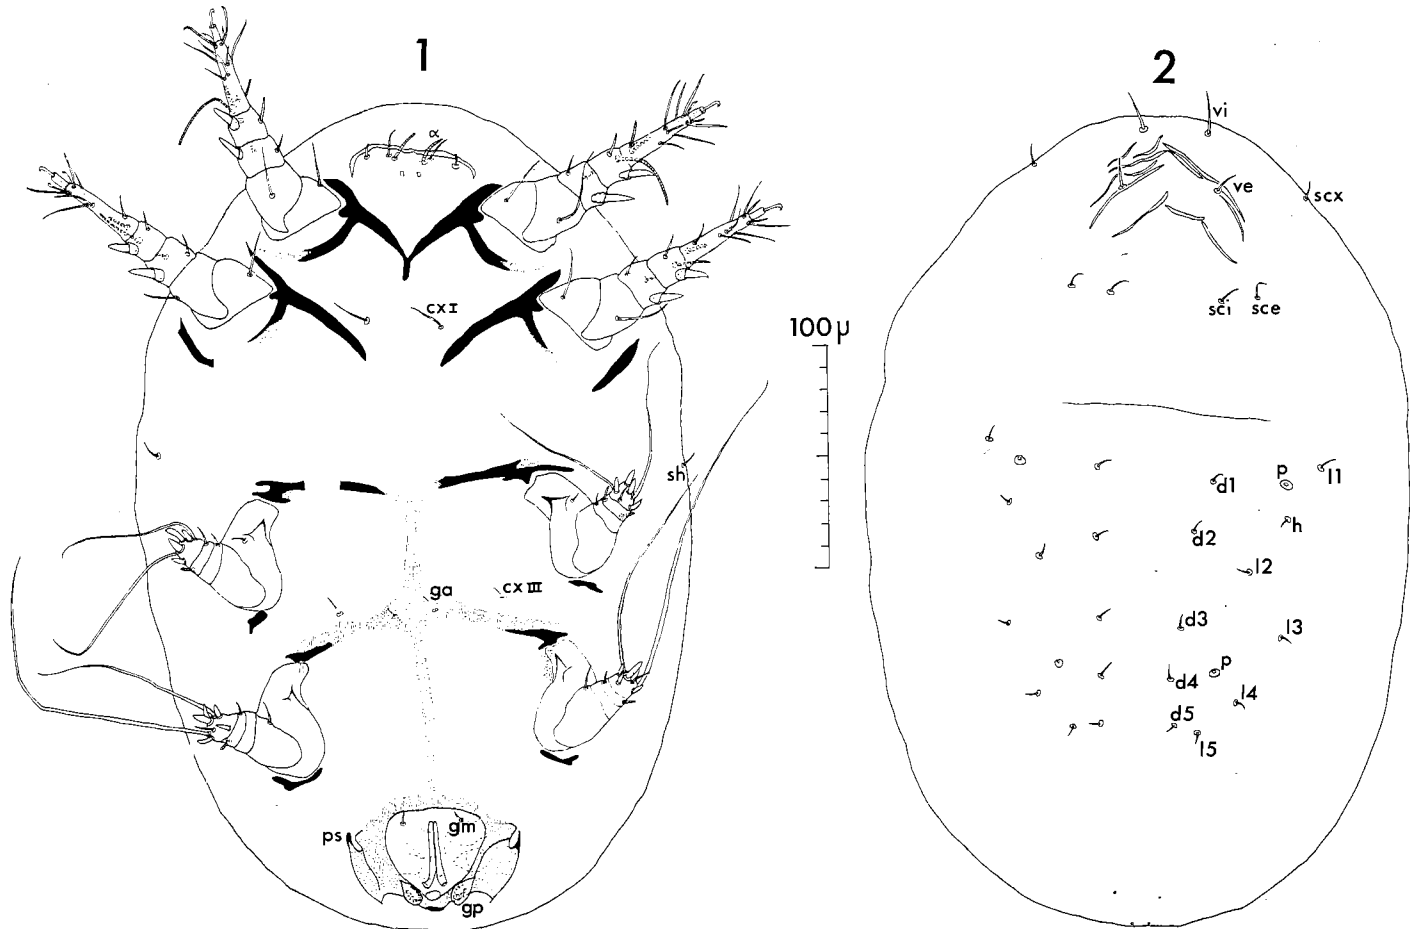 1
α
cx I
sh
ga
cx III
ps
gm
gp
100 μ
2
vi
ve
scx
sci
sce
p
l1
d1
h
d2
l2
d3
l3
p
d4
l4
d5
l5